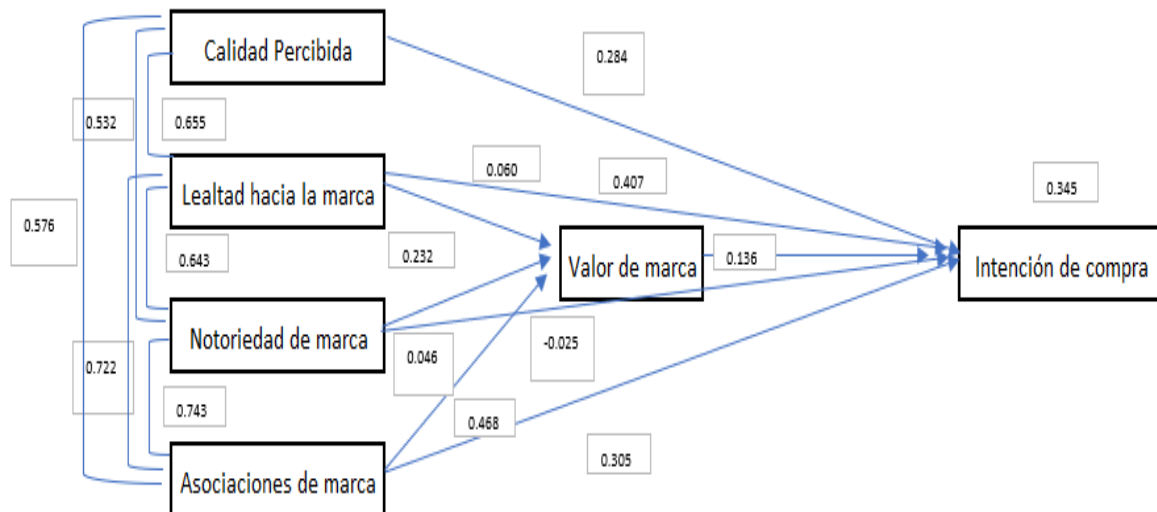 Calidad Percibida
0.284
0.532
0.655
0.060
0.407
0.345
Lealtad hacia la marca
0.576
0.643
0.232
Valor de marca
0.136
Intención de compra
Notoriedad de marca
0.722
0.046
-0.025
0.743
0.468
0.305
Asociaciones de marca